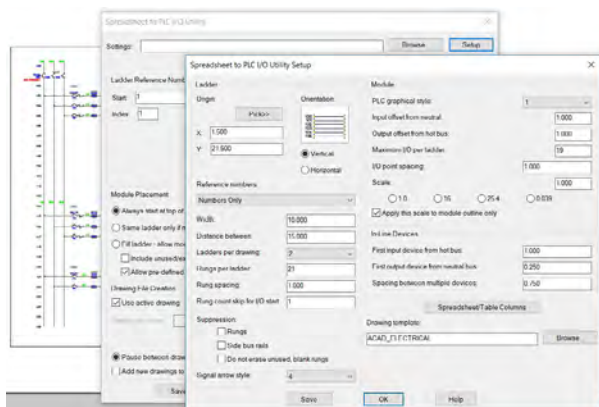 Spreadsheet to PLC I/O Utility
Settings:
Browse
Setup
Ladder Reference Numb
Start: 1
Index: 1
Module Placement
Always start at top of
Same ladder only if n
Fill ladder - allow mod
Include unused/ex
Allow pre-defined
Drawing File Creation
Use active drawing
Pause between draw
Add new drawings to
Sav
Spreadsheet to PLC I/O Utility Setup
Ladder
Origin:
Pick>>
X: 1.500
Y: 21.500
Orientation:
Vertical
Horizontal
Reference numbers:
Numbers Only
Width: 10.000
Distance between: 11.000
Ladders per drawing: 2
Rungs per ladder: 21
Rung spacing: 1.000
Rung count skip for I/O start: 1
Suppression
Rungs
Side bus rails
Do not erase unused, blank rungs
Signal arrow style: 4
Module
PLC graphical style: 1
Input offset from neutral: 1.000
Output offset from hot bus: 1.000
Maximum I/O per ladder: 19
I/O point spacing: 1.000
Scale: 1.000
1.0
16
25.4
0.039
Apply this scale to module outline only
In-Line Devices
First input device from hot bus: 1.000
First output device from neutral bus: 0.250
Spacing between multiple devices: 0.750
Spreadsheet/Table Columns
Drawing template:
ACAD_ELECTRICAL
Browse
Save
OK
Help